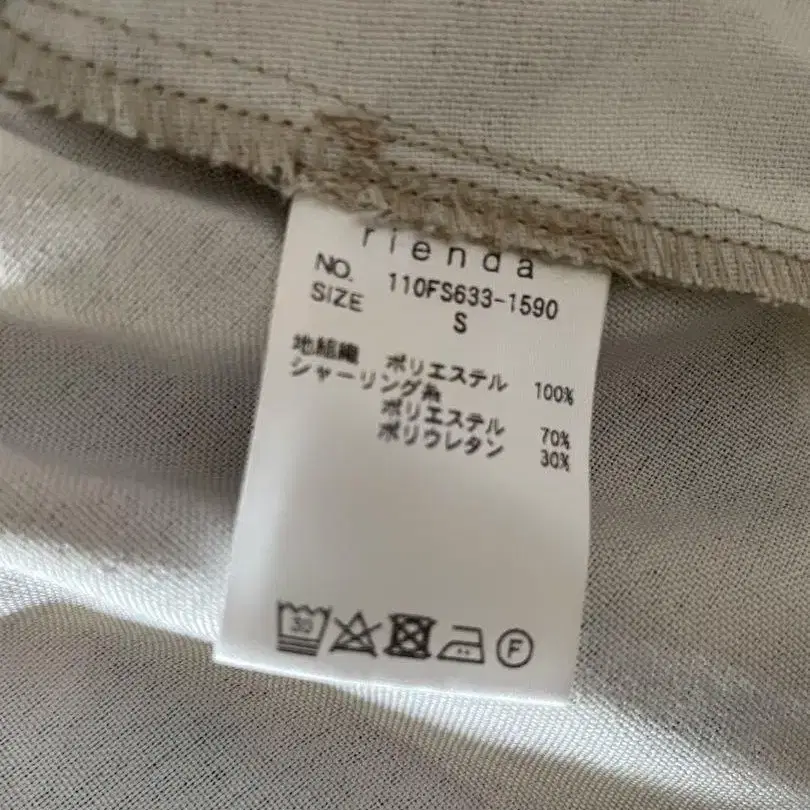 rienda
NO. 110FS633-1590
SIZE S
地組織 ポリエステル 100%
シャーリング糸
ポリエステル 70%
ポリウレタン 30%
30 F